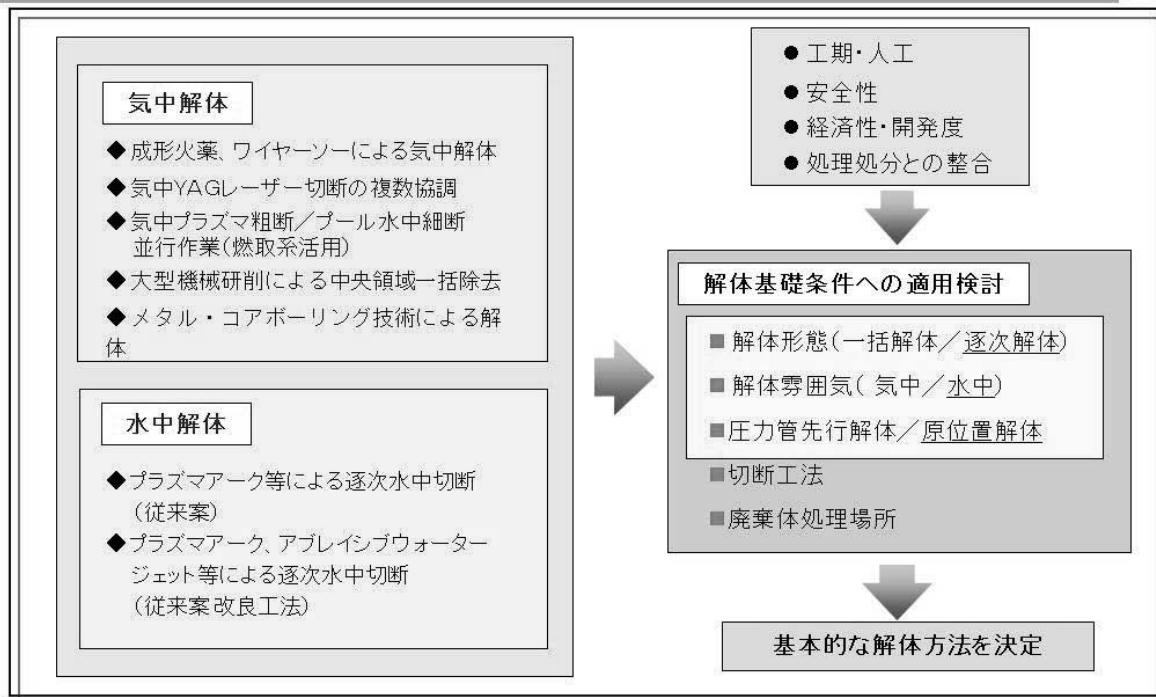 気中解体
◆成形火薬、ワイヤーソーによる気中解体
◆気中YAGレーザー切断の複数協調
◆気中プラズマ粗断／プール水中細断
並行作業(燃取系活用)
◆大型機械研削による中央領域一括除去
◆メタル・コアボーリング技術による解
体
水中解体
◆プラズマアーク等による逐次水中切断
(従来案)
◆プラズマアーク、アブレイシブウォーター
ジェット等による逐次水中切断
(従来案改良工法)
●工期・人工
●安全性
●経済性・開発度
●処理処分との整合
解体基礎条件への適用検討
■解体形態(一括解体／逐次解体)
■解体雰囲気( 気中／水中)
■圧力管先行解体／原位置解体
■切断工法
■廃棄体処理場所
基本的な解体方法を決定